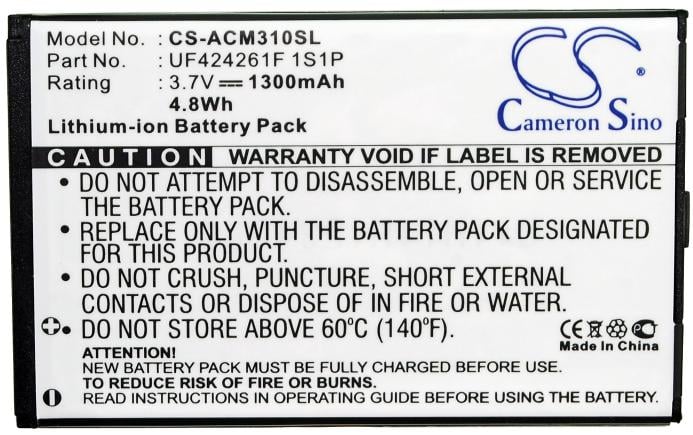 Model No.: CS-ACM310SL
Part No.: UF424261F 1S1P
Rating: 3.7V 1300mAh
4.8Wh
Lithium-ion Battery Pack
CS
Cameron Sino
CAUTION WARRANTY VOID IF LABEL IS REMOVED
• DO NOT ATTEMPT TO DISASSEMBLE, OPEN OR SERVICE
THE BATTERY PACK.
• REPLACE ONLY WITH THE BATTERY PACK DESIGNATED
FOR THIS PRODUCT.
• DO NOT CRUSH, PUNCTURE, SHORT EXTERNAL
CONTACTS OR DISPOSE OF IN FIRE OR WATER.
• DO NOT STORE ABOVE 60°C (140°F).
CE
Made In China
ATTENTION!
NEW BATTERY PACK MUST BE FULLY CHARGED BEFORE USE
TO REDUCE RISK OF FIRE OR BURNS.
READ INSTRUCTIONS IN OPERATING GUIDE BEFORE USE.